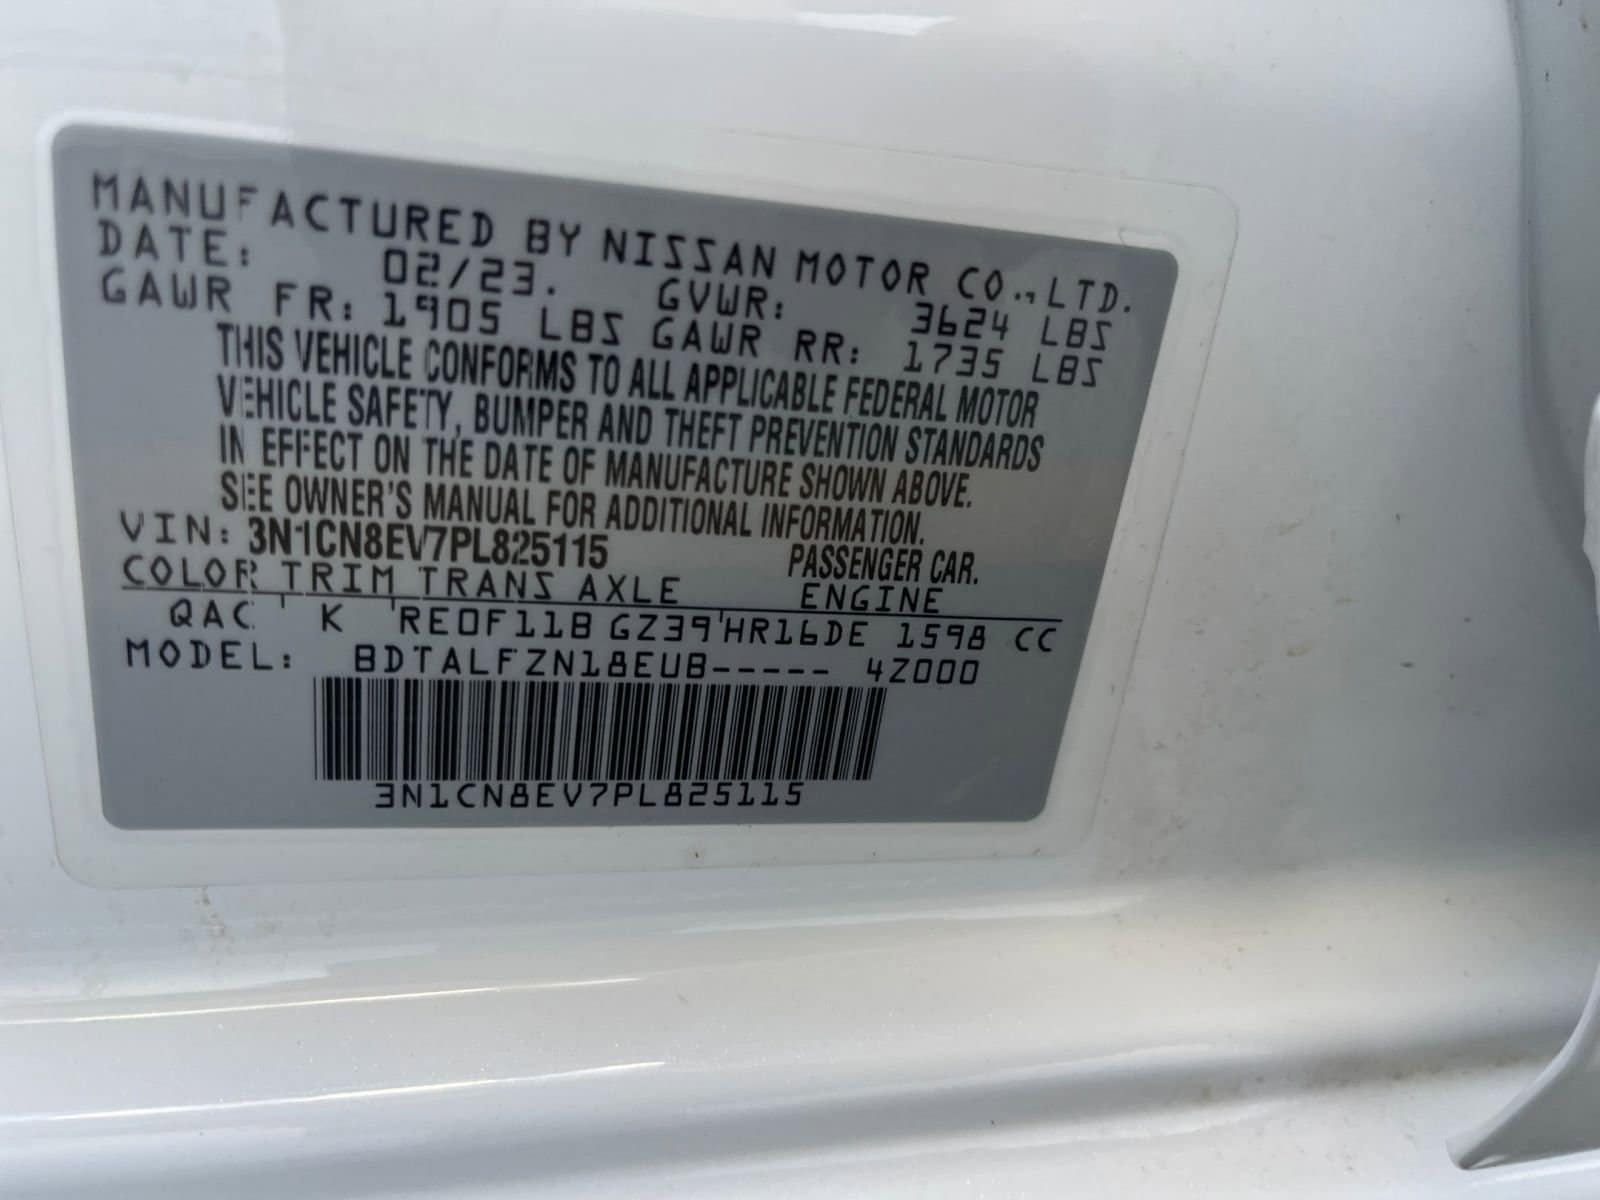 MANUFACTURED BY NISSAN MOTOR CO., LTD.
DATE: 02/23. GVWR: 3624 LBS
GAWR FR: 1905 LBS GAWR RR: 1735 LBS
THIS VEHICLE CONFORMS TO ALL APPLICABLE FEDERAL MOTOR
VEHICLE SAFETY, BUMPER AND THEFT PREVENTION STANDARDS
IN EFFECT ON THE DATE OF MANUFACTURE SHOWN ABOVE.
SEE OWNER'S MANUAL FOR ADDITIONAL INFORMATION.
VIN: 3N1CN8EV7PL825115 PASSENGER CAR.
COLOR TRIM TRANS AXLE ENGINE
QAC K RE0F11B GZ39 HR16DE 1598 CC
MODEL: BDTALFZN18EUB----- 4Z000
3N1CN8EV7PL825115